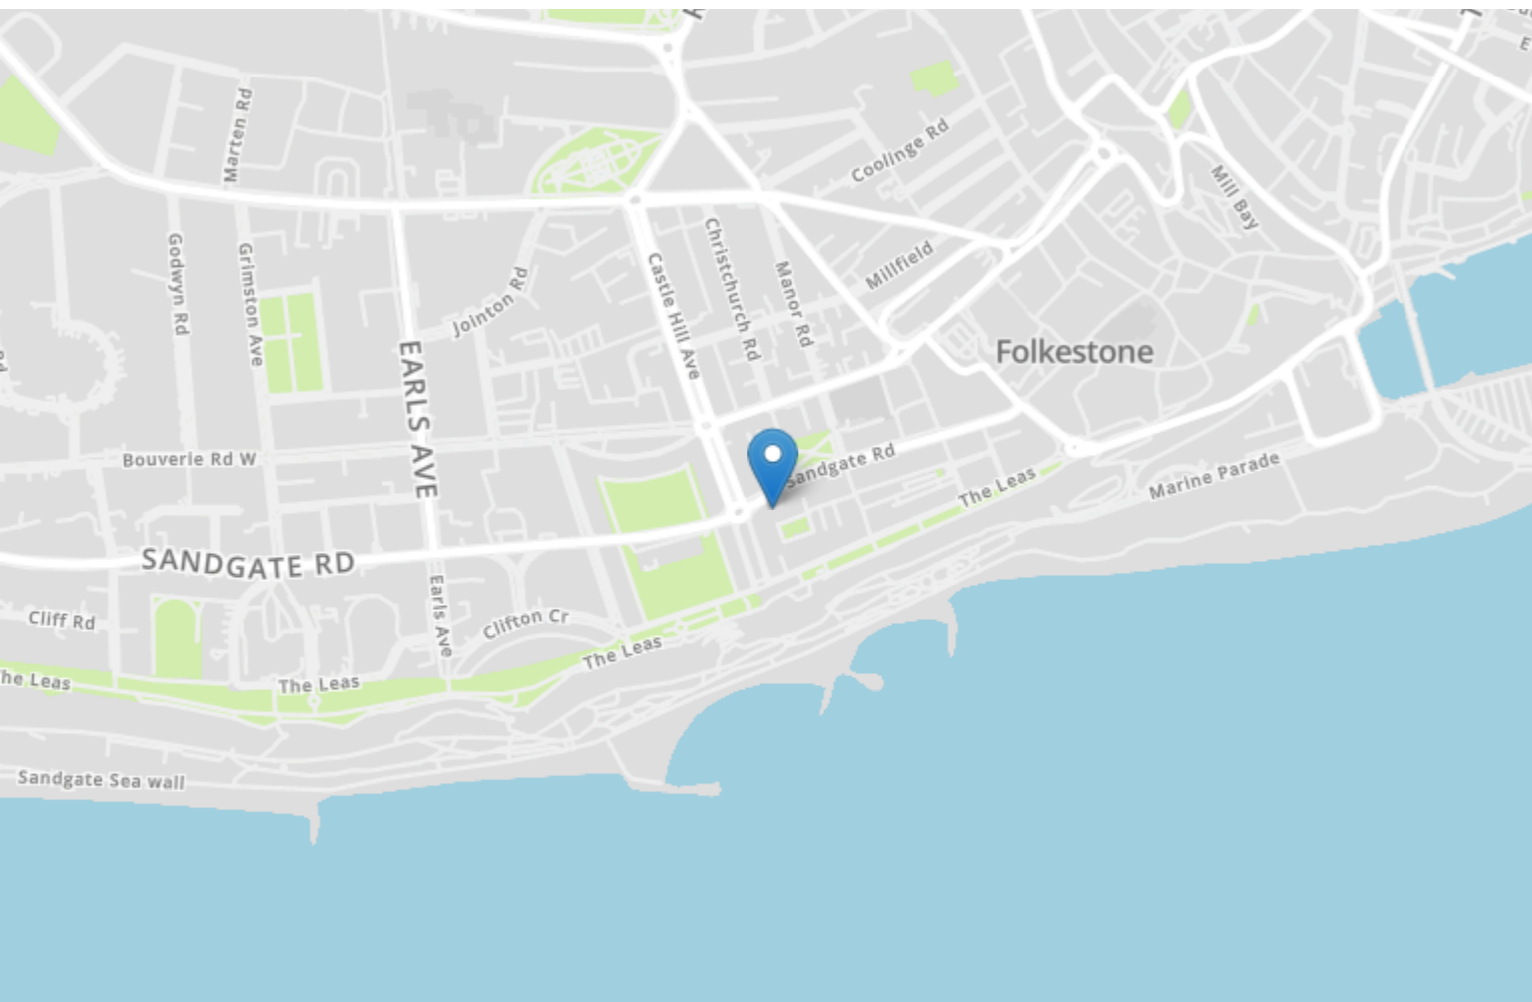 Marten Rd
Coolinge Rd
Mill Bay
Godwyn Rd
Grimston Ave
Jointon Rd
Castle Hill Ave
Christchurch Rd
Manor Rd
Millfield
Folkestone
EARLS AVE
Bouverie Rd W
Sandgate Rd
The Leas
Marine Parade
SANDGATE RD
Cliff Rd
Earls Ave
Clifton Cr
The Leas
The Leas
he Leas
Sandgate Sea wall